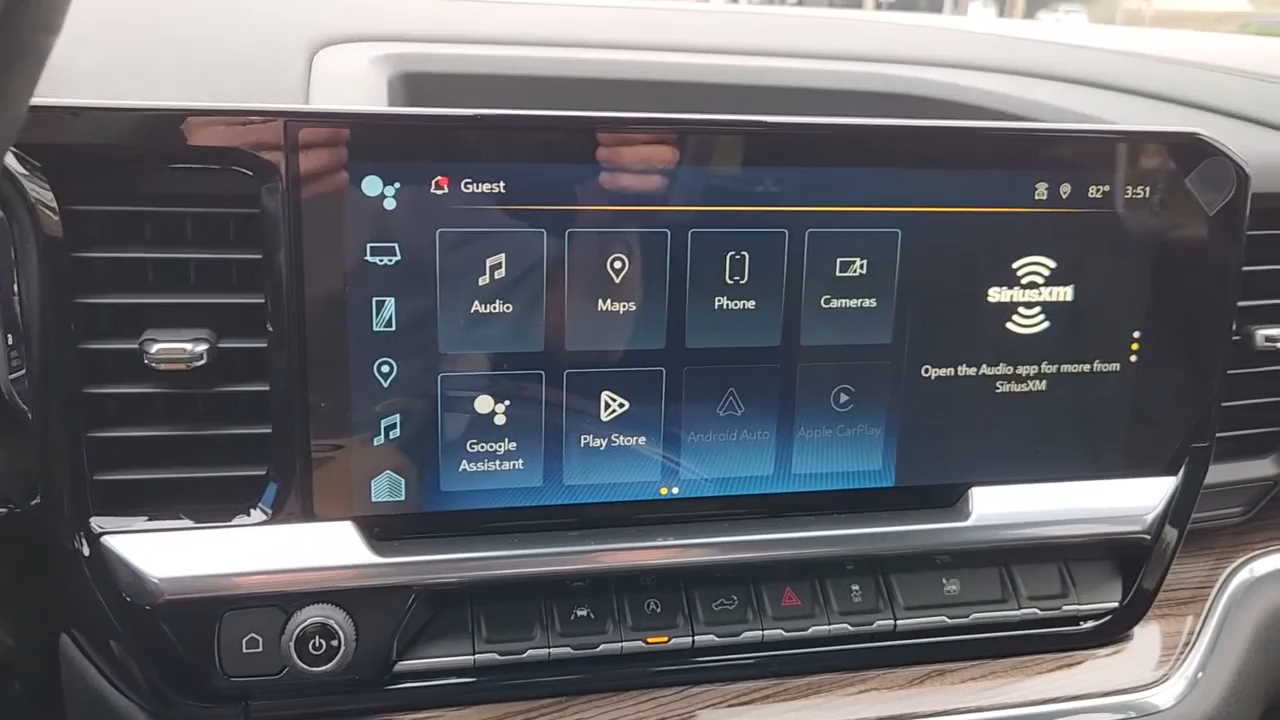 Guest
82° 3:51
Audio
Maps
Phone
Cameras
SiriusXM
Open the Audio app for more from
SiriusXM
Google
Assistant
Play Store
Android Auto
Apple CarPlay
A